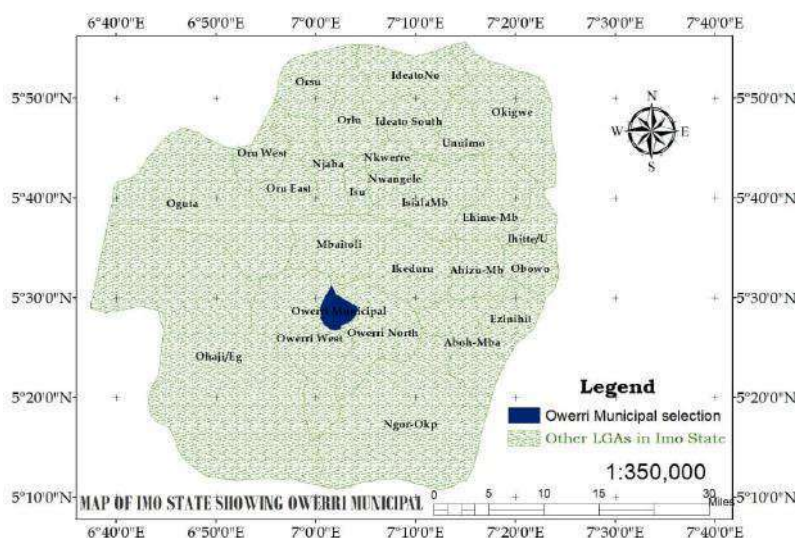 6°40'0"E 6°50'0"E 7°0'0"E 7°10'0"E 7°20'0"E 7°30'0"E 7°40'0"E
IdeatoNo
Orsu
5°50'0"N 5°50'0"N
N
Okigwe
Orlu Ideato South
W E
Unuimo
S
Oru West
Nkwerre
Njaba
Nwangele
Oru East
Isu
5°40'0"N 5°40'0"N
Oguta
IsialaMb
Ehime-Mb
Ihitte/U
Mbaitoli
Ikeduru Ahizu-Mb Obowo
5°30'0"N 5°30'0"N
Owerri Municipal
Ezinihit
Owerri North
Owerri West
Aboh-Mba
Ohaji/Eg
Legend
5°20'0"N 5°20'0"N
Owerri Municipal selection
Ngor-Okp
Other LGAs in Imo State
1:350,000
MAP OF IMO STATE SHOWING OWERRI MUNICIPAL
0 5 10 15 30
Miles
5°10'0"N 5°10'0"N
6°40'0"E 6°50'0"E 7°0'0"E 7°10'0"E 7°20'0"E 7°30'0"E 7°40'0"E